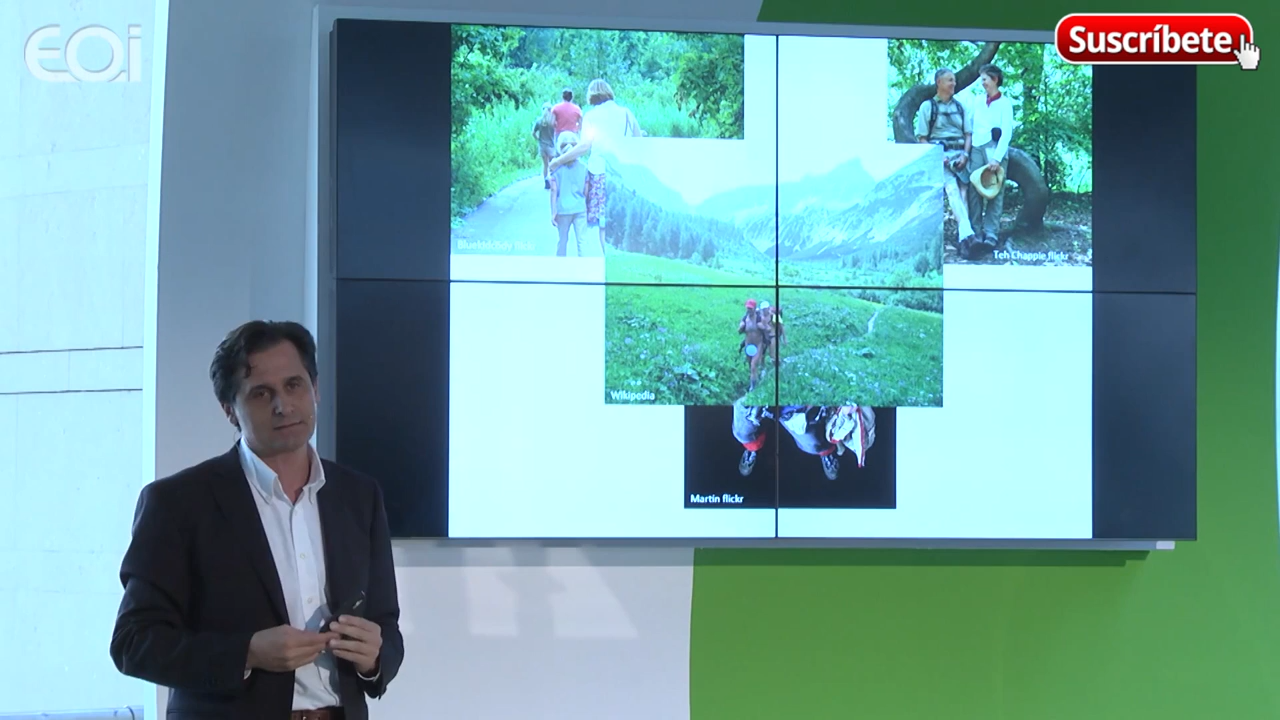 EOi
Suscríbete
Teh Chappie flickr
Wikipedia
Martin flickr